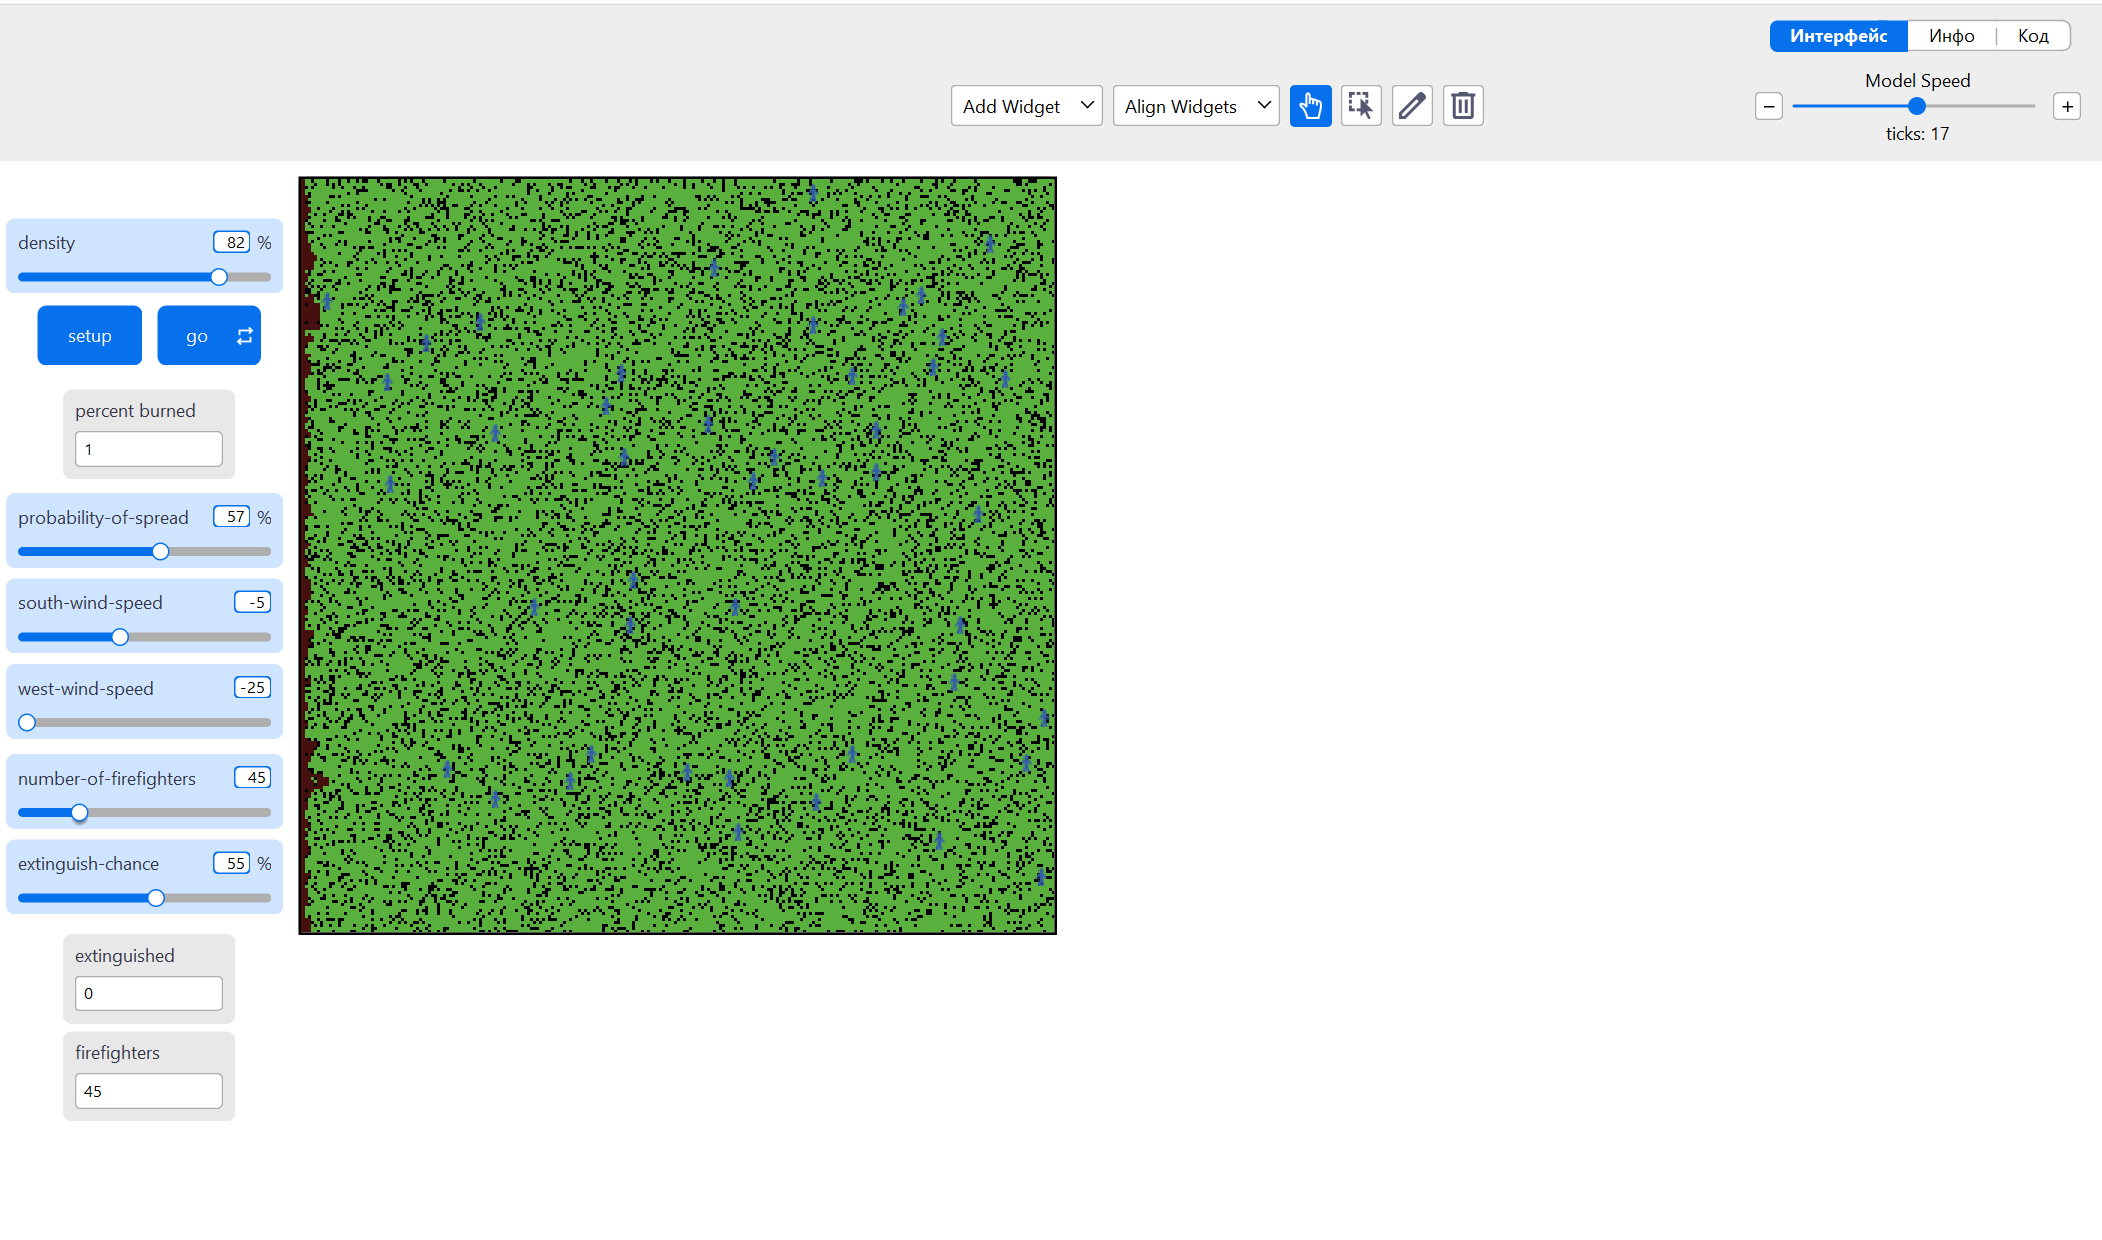 Интерфейс Инфо Код
Model Speed
Add Widget Align Widgets
− +
ticks: 17
density 82 %
setup go
percent burned
1
probability-of-spread 57 %
south-wind-speed -5
west-wind-speed -25
number-of-firefighters 45
extinguish-chance 55 %
extinguished
0
firefighters
45